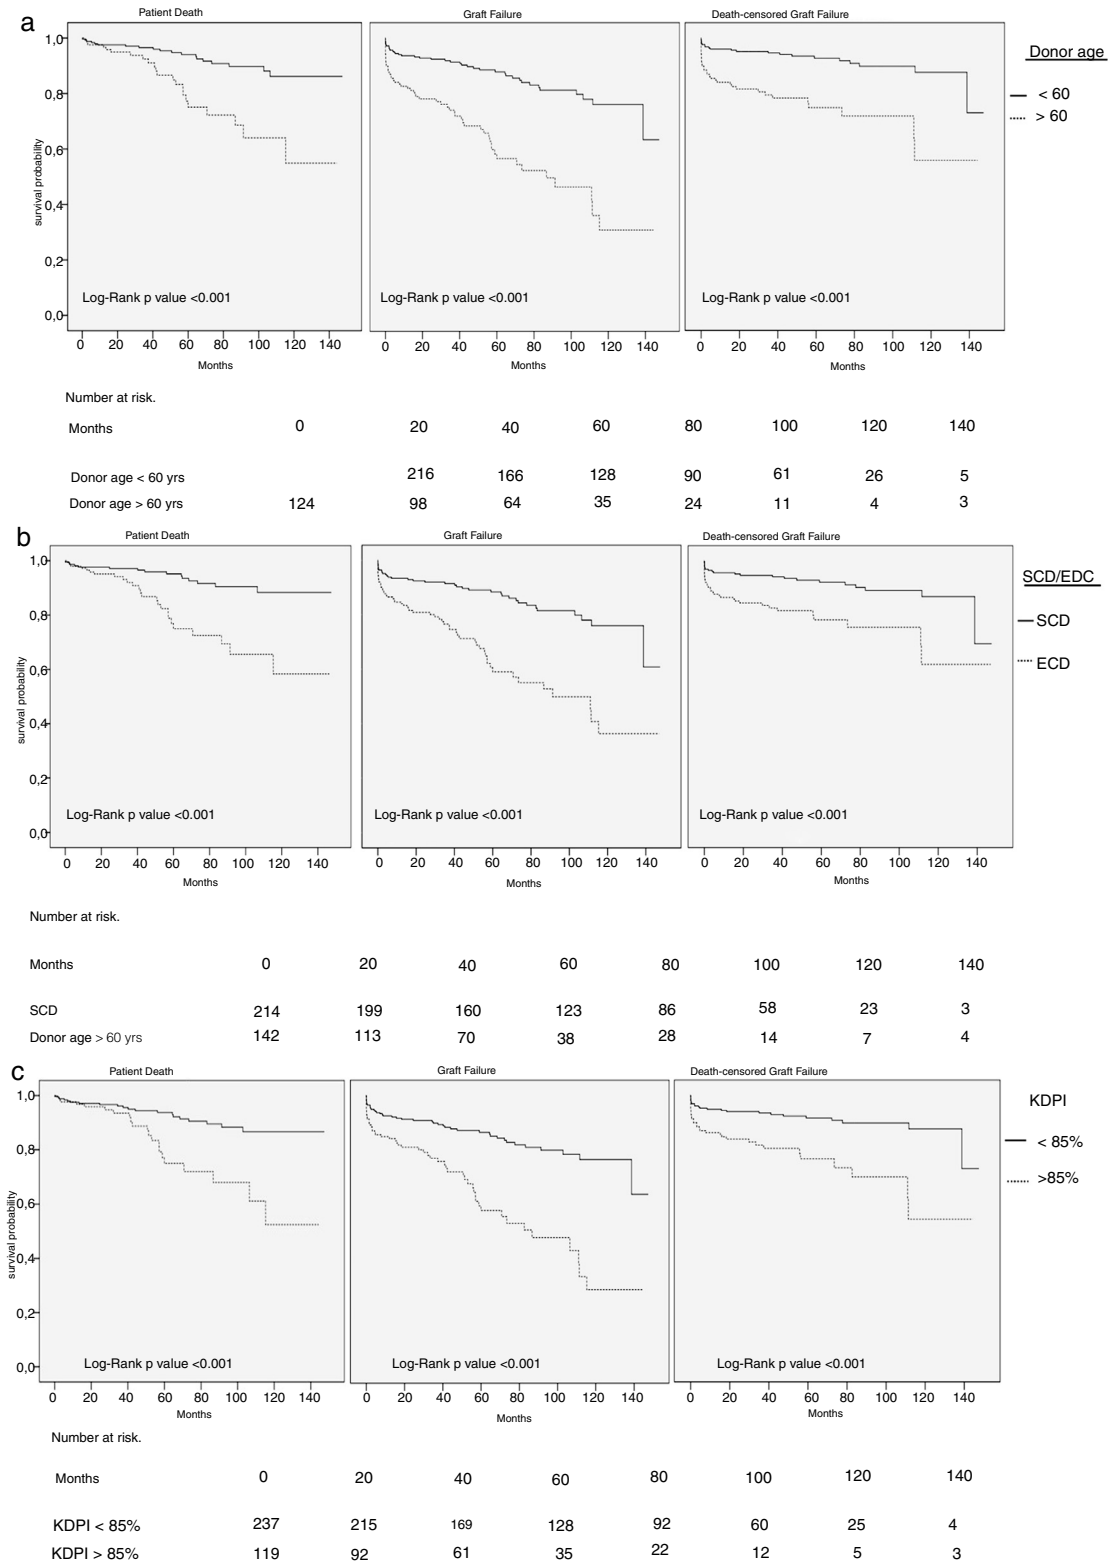 a
Patient Death Graft Failure Death-censored Graft Failure
Donor age
< 60
> 60
1,0
0,8
0,6
0,4
0,2
0,0
survival probability
Log-Rank p value <0.001 Log-Rank p value <0.001 Log-Rank p value <0.001
0 20 40 60 80 100 120 140 0 20 40 60 80 100 120 140 0 20 40 60 80 100 120 140
Months Months Months
Number at risk.
Months 0 20 40 60 80 100 120 140
Donor age < 60 yrs 216 166 128 90 61 26 5
Donor age > 60 yrs 124 98 64 35 24 11 4 3
b
Patient Death Graft Failure Death-censored Graft Failure
SCD/EDC
SCD
ECD
1,0
0,8
0,6
0,4
0,2
0,0
survival probability
Log-Rank p value <0.001 Log-Rank p value <0.001 Log-Rank p value <0.001
0 20 40 60 80 100 120 140 0 20 40 60 80 100 120 140 0 20 40 60 80 100 120 140
Months Months Months
Number at risk.
Months 0 20 40 60 80 100 120 140
SCD 214 199 160 123 86 58 23 3
Donor age > 60 yrs 142 113 70 38 28 14 7 4
c
Patient Death Graft Failure Death-censored Graft Failure
KDPI
< 85%
>85%
1,0
0,8
0,6
0,4
0,2
0,0
survival probability
Log-Rank p value <0.001 Log-Rank p value <0.001 Log-Rank p value <0.001
0 20 40 60 80 100 120 140 0 20 40 60 80 100 120 140 0 20 40 60 80 100 120 140
Months Months Months
Number at risk.
Months 0 20 40 60 80 100 120 140
KDPI < 85% 237 215 169 128 92 60 25 4
KDPI > 85% 119 92 61 35 22 12 5 3